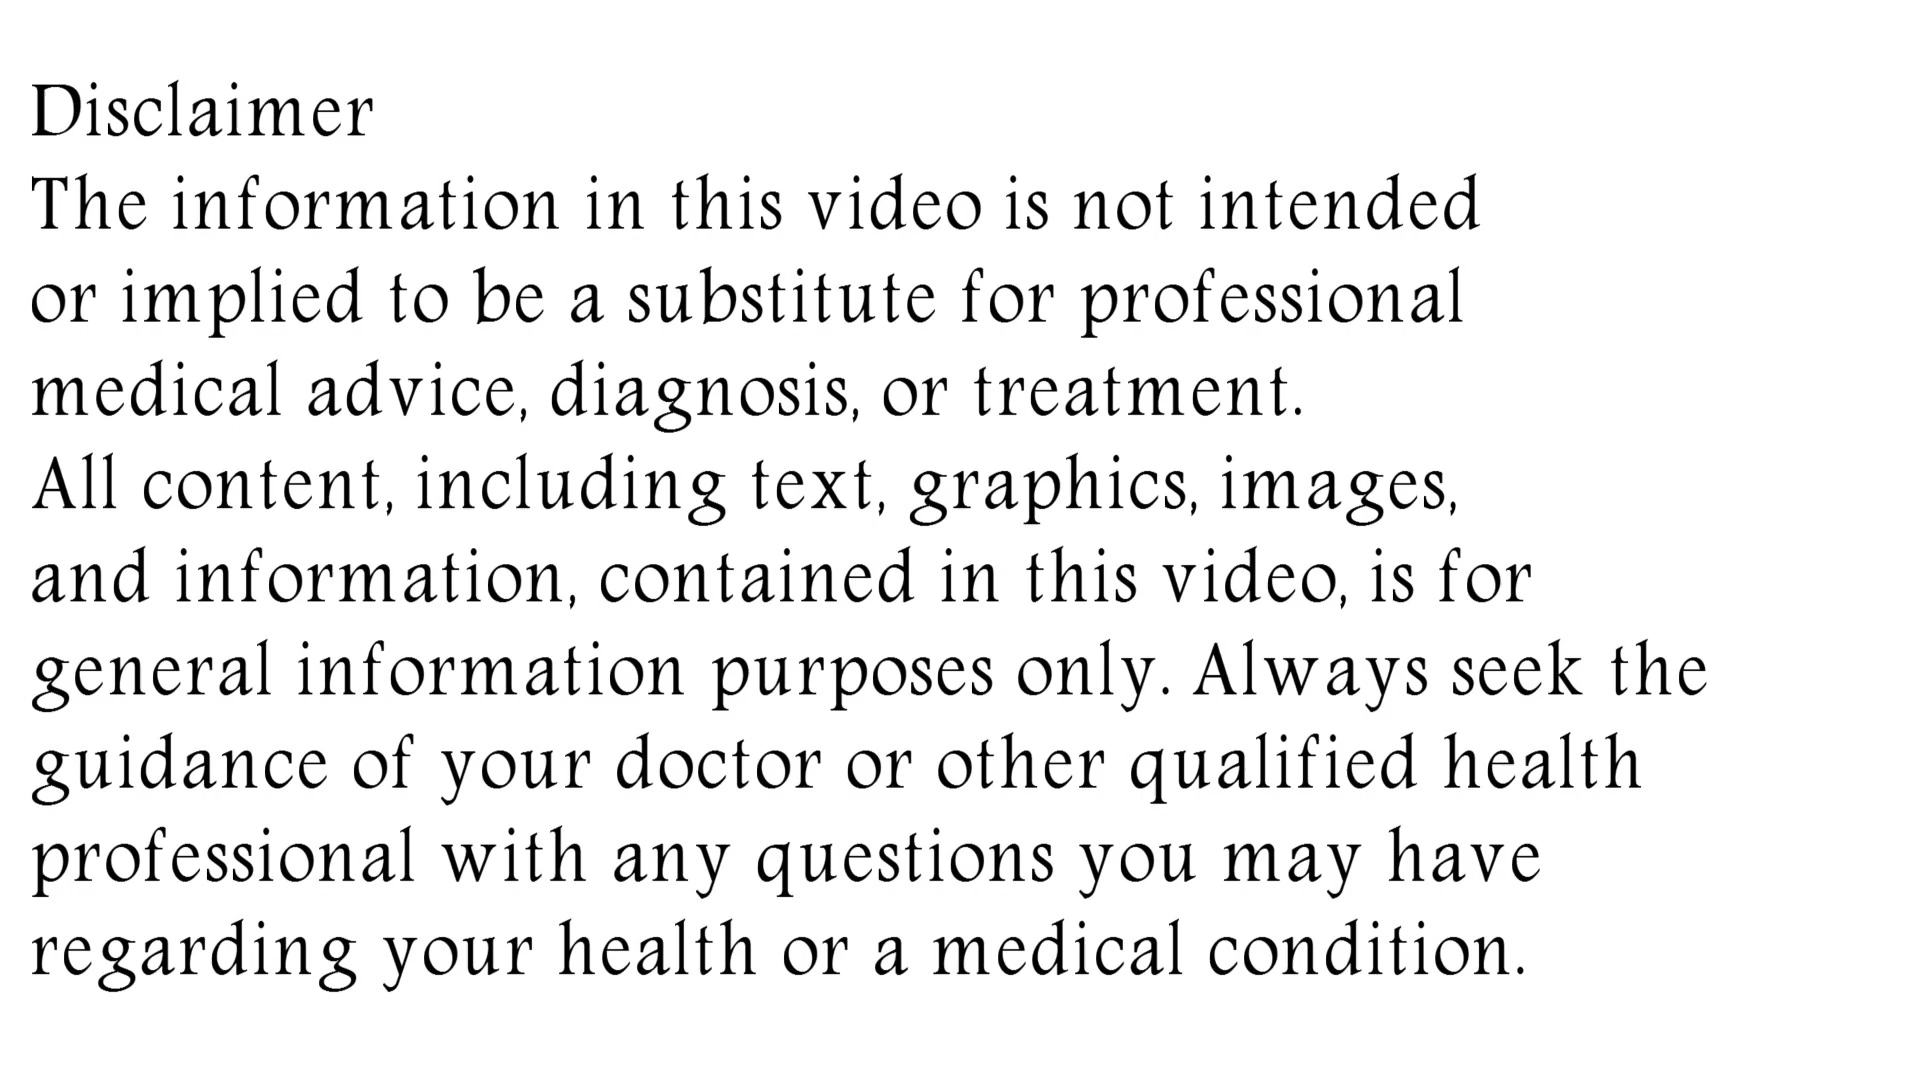 Disclaimer
The information in this video is not intended
or implied to be a substitute for professional
medical advice, diagnosis, or treatment.
All content, including text, graphics, images,
and information, contained in this video, is for
general information purposes only. Always seek the
guidance of your doctor or other qualified health
professional with any questions you may have
regarding your health or a medical condition.